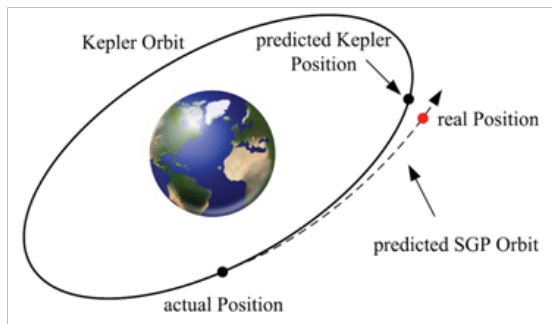 Kepler Orbit
predicted Kepler
Position
real Position
predicted SGP Orbit
actual Position